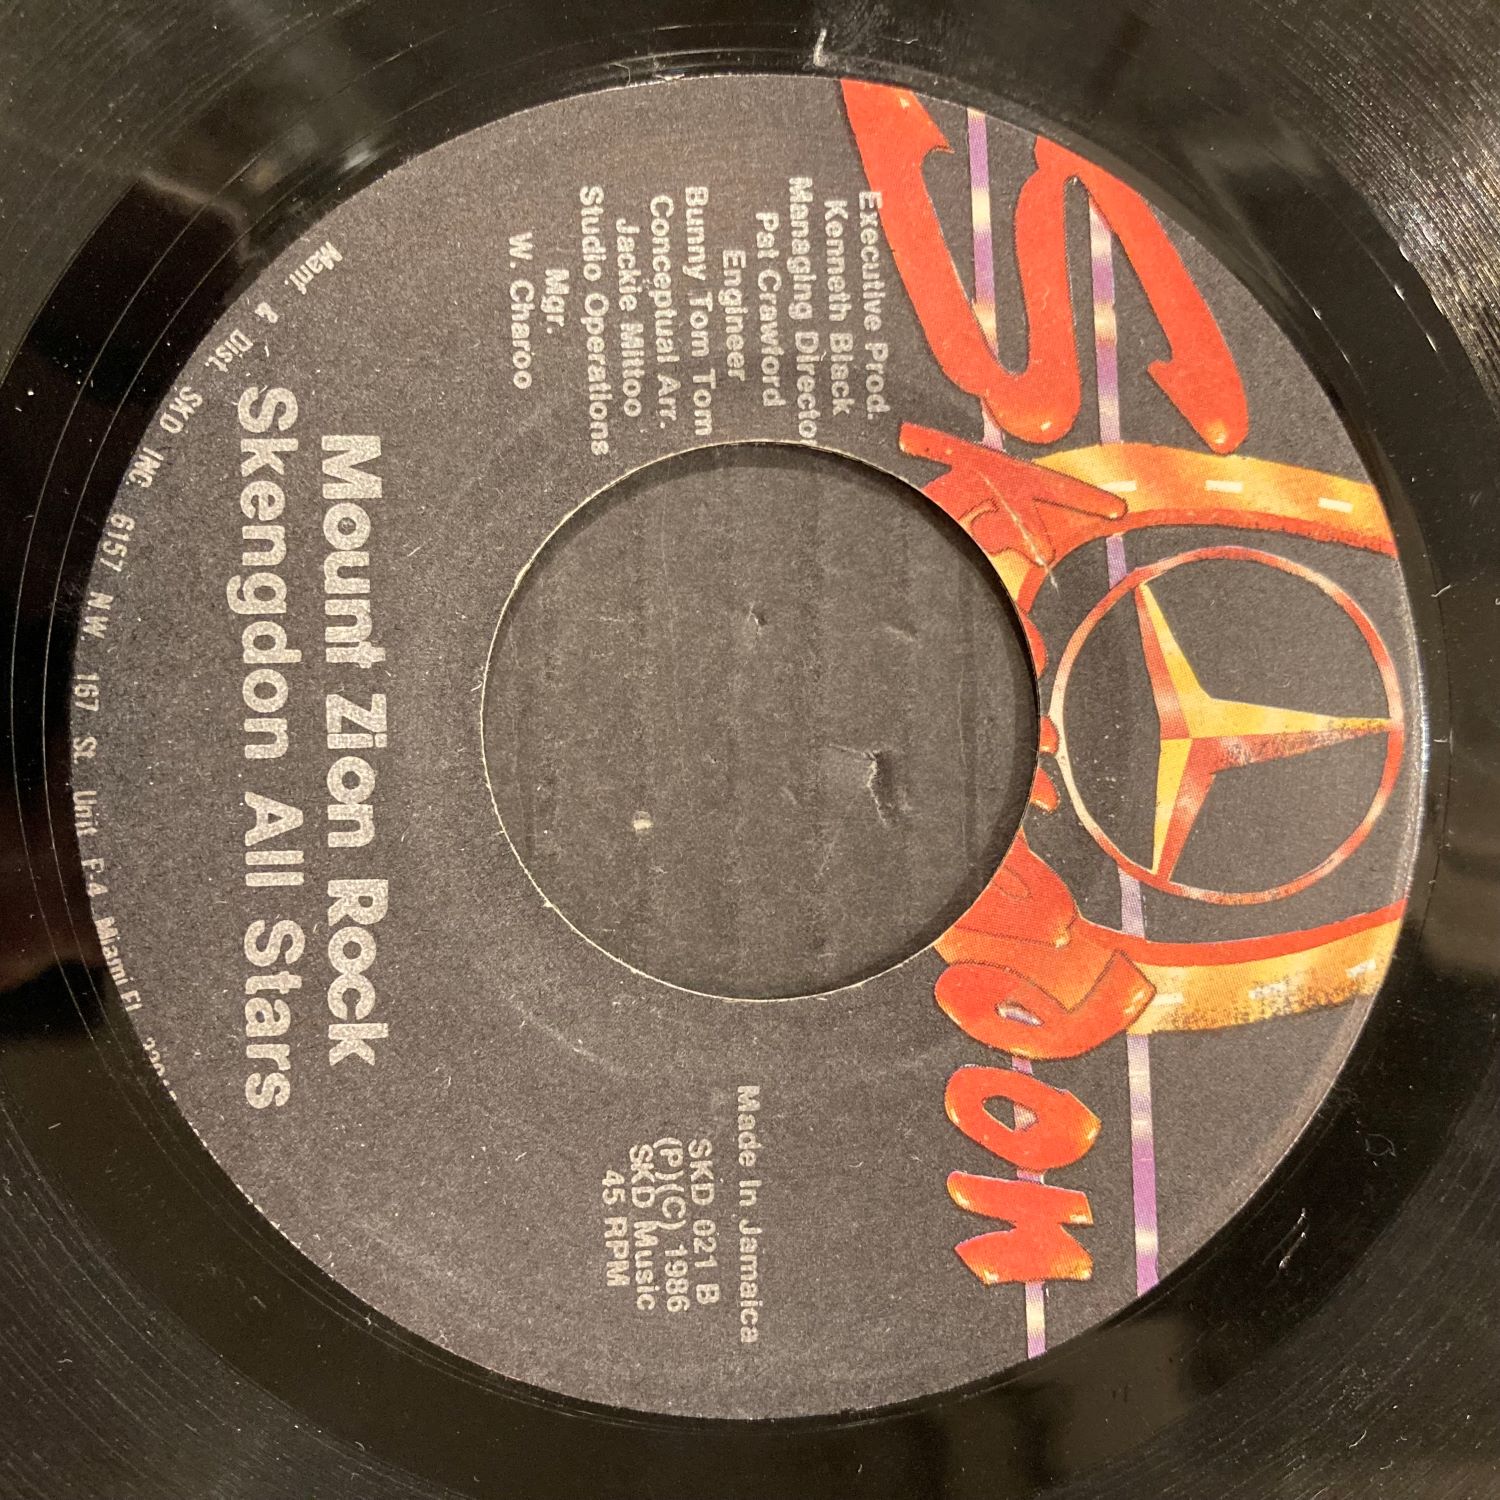 SKENGDON
Executive Prod.
Kenneth Black
Managing Director
Pat Crawford
Engineer
Bunny Tom Tom
Conceptual Arr.
Jackie Mittoo
Studio Operations
Mgr.
W. Charoo
Made In Jamaica
SKD 021 B
(P)(C) 1986
SKD Music
45 RPM
Mount Zion Rock
Skengdon All Stars
Manf. & Dist. SKD INC. 6157 N.W. 167 St. Unit F-4 Miami Fl.